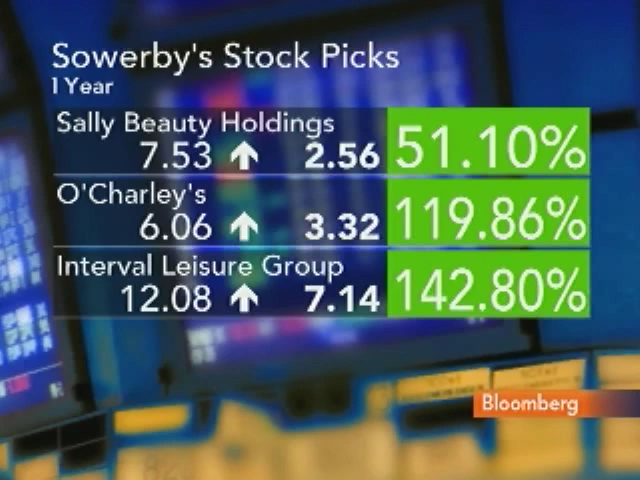 Sowerby's Stock Picks
1 Year
Sally Beauty Holdings
7.53 ↑ 2.56 51.10%
O'Charley's
6.06 ↑ 3.32 119.86%
Interval Leisure Group
12.08 ↑ 7.14 142.80%
Bloomberg